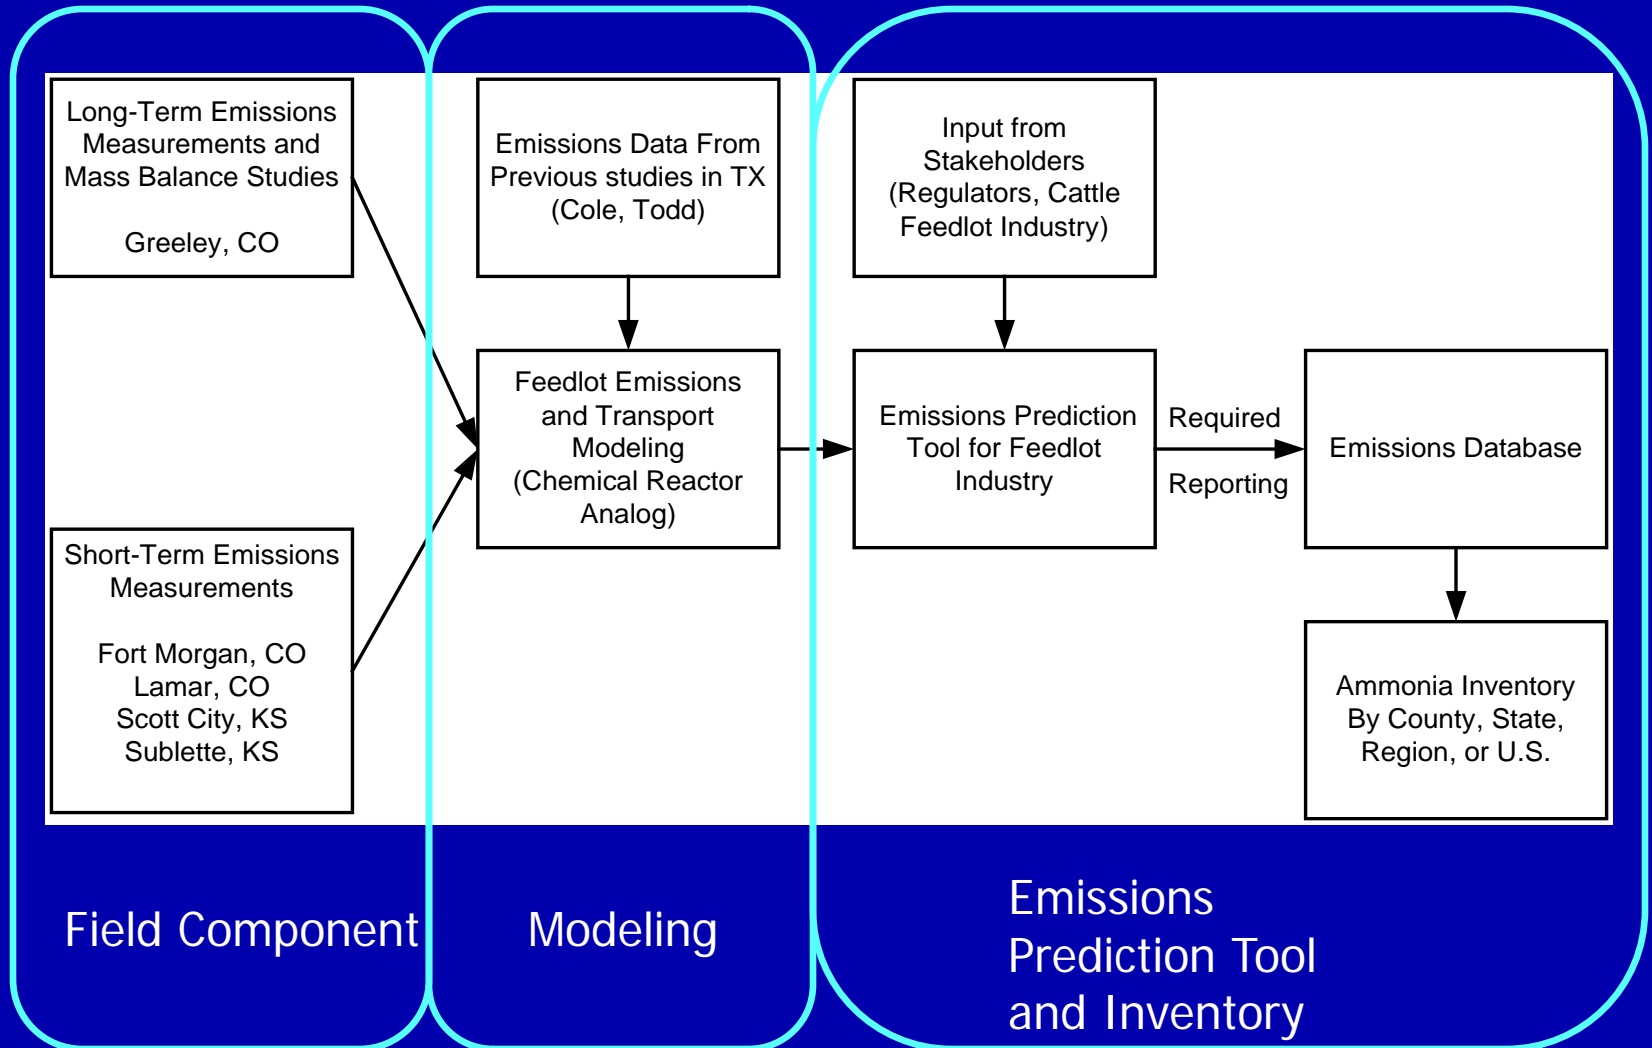 Long-Term Emissions
Measurements and
Mass Balance Studies
Greeley, CO
Short-Term Emissions
Measurements
Fort Morgan, CO
Lamar, CO
Scott City, KS
Sublette, KS
Field Component
Emissions Data From
Previous studies in TX
(Cole, Todd)
Feedlot Emissions
and Transport
Modeling
(Chemical Reactor
Analog)
Modeling
Input from
Stakeholders
(Regulators, Cattle
Feedlot Industry)
Emissions Prediction
Tool for Feedlot
Industry
Required
Reporting
Emissions Database
Ammonia Inventory
By County, State,
Region, or U.S.
Emissions
Prediction Tool
and Inventory